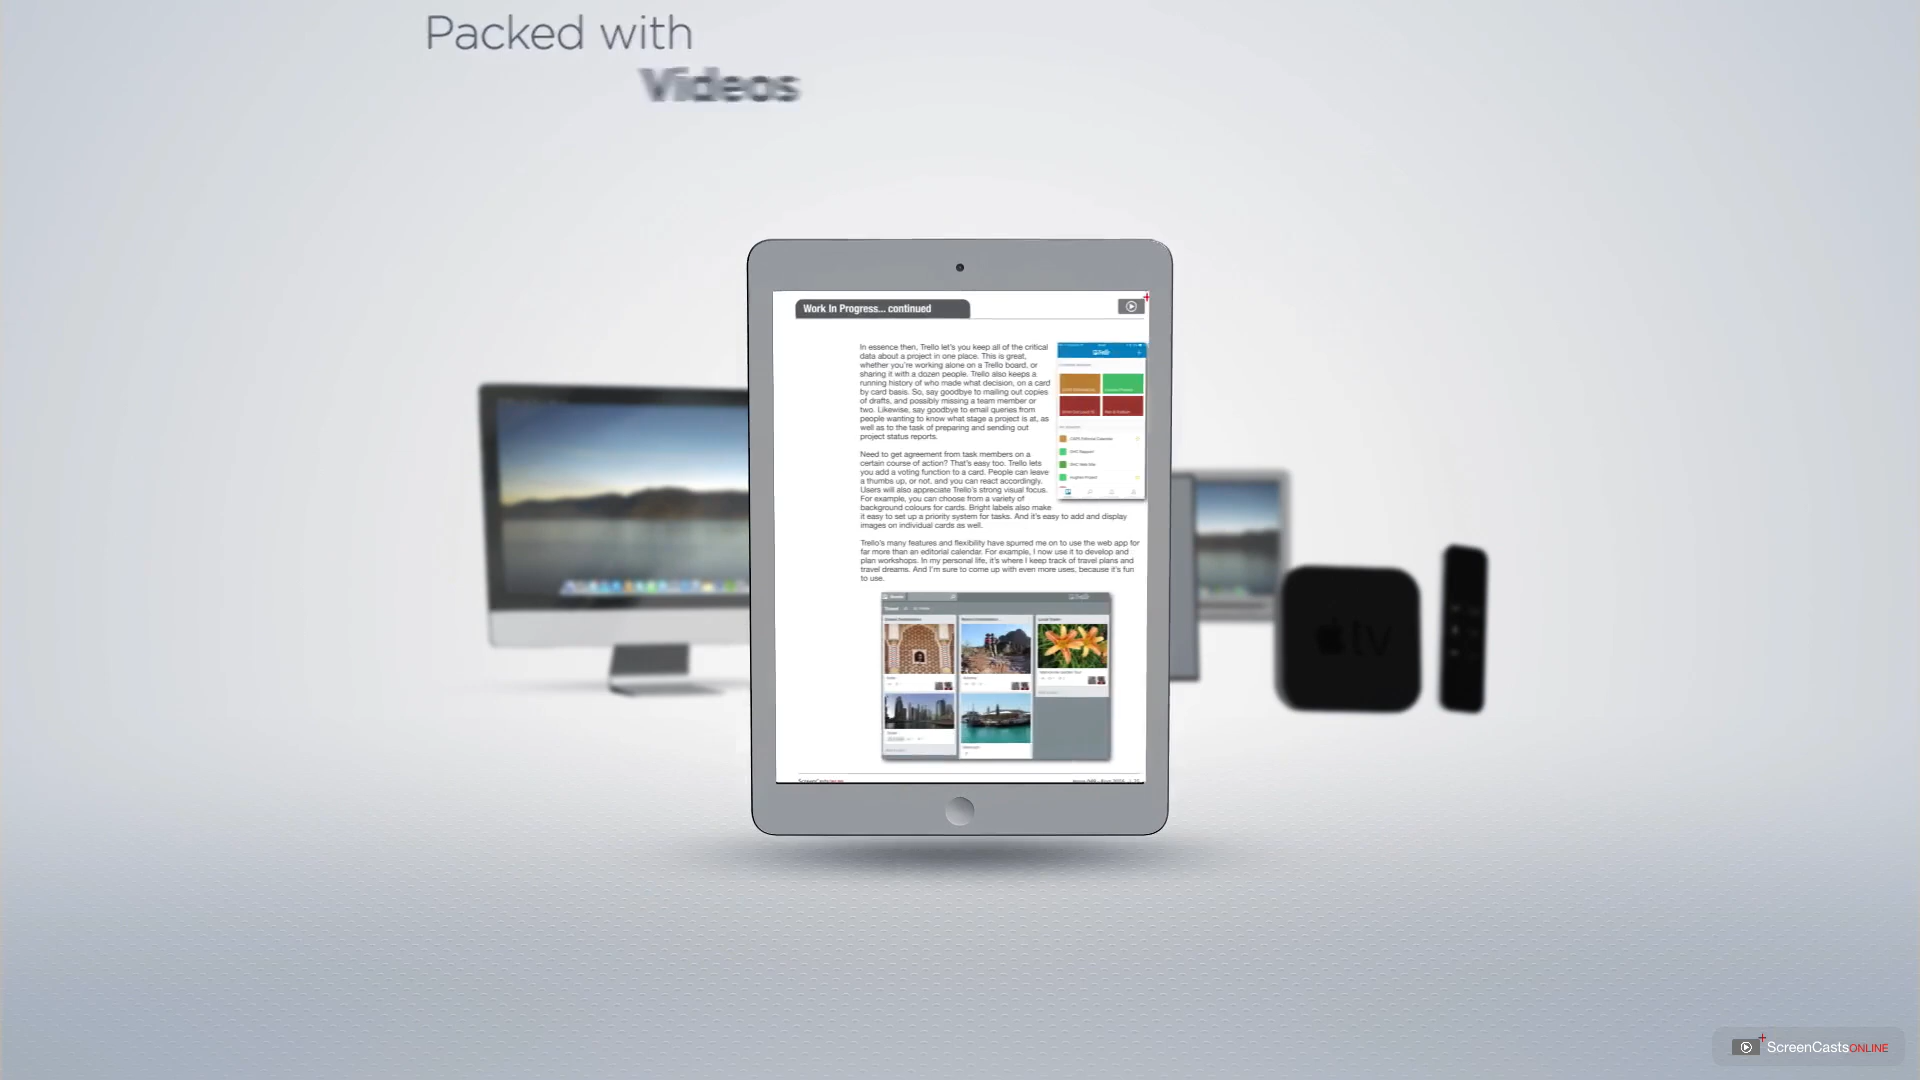 Packed with
Videos
Work In Progress... continued
In essence then, Trello let's you keep all of the critical
data about a project in one place. This is great,
whether you're working alone on a Trello board, or
sharing it with a dozen people. Trello also keeps a
running history of who made what decision, on a card
by card basis. So, say goodbye to mailing out copies
of drafts, and possibly missing a team member or
two. Likewise, say goodbye to email queries from
people wanting to know what stage a project is at, as
well as to the task of preparing and sending out
project status reports.
Need to get agreement from task members on a
certain course of action? That's easy too. Trello lets
you add a voting function to a card. People can leave
a thumbs up, or not, and you can react accordingly.
Users will also appreciate Trello's strong visual focus.
For example, you can choose from a variety of
background colours for cards. Bright labels also make
it easy to set up a priority system for tasks. And it's easy to add and display
images on individual cards as well.
Trello's many features and flexibility have spurred me on to use the web app for
far more than an editorial calendar. For example, I now use it to develop and
plan workshops. In my personal life, it's where I keep track of travel plans and
travel dreams. And I'm sure to come up with even more uses, because it's fun
to use.
Trello
Travel
tv
ScreenCastsONLINE